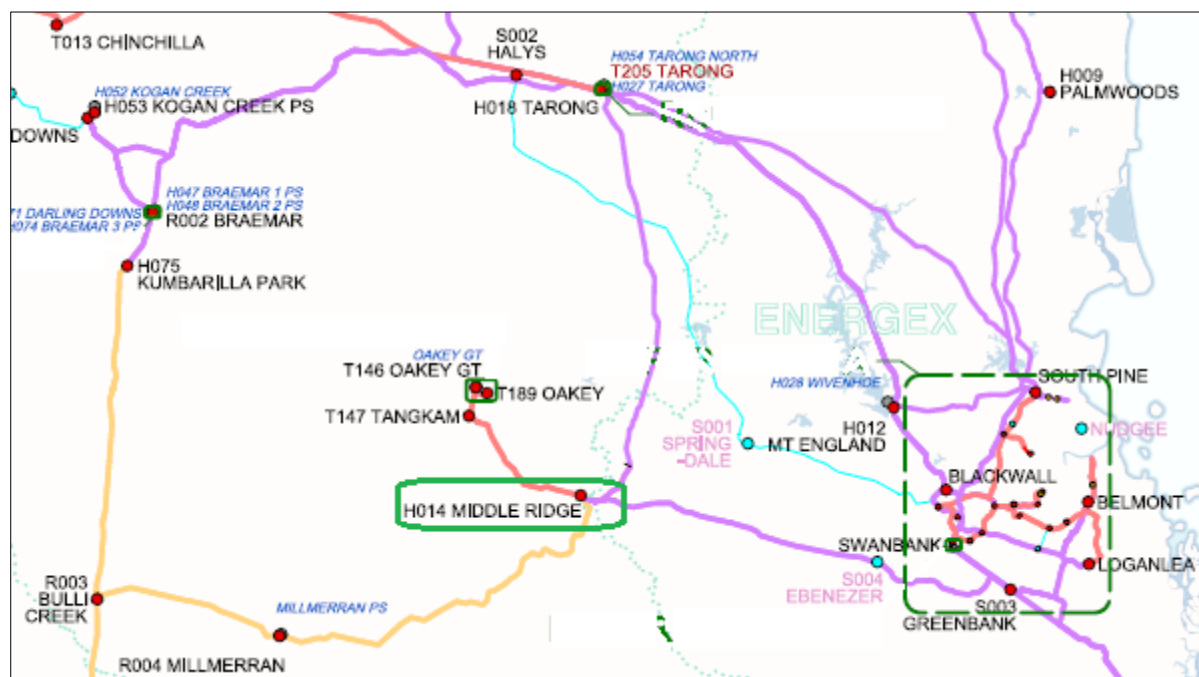 T013 CHINCHILLA
S002
HALYS
H054 TARONG NORTH
T205 TARONG
H027 TARONG
H018 TARONG
H009
PALMWOODS
H052 KOGAN CREEK
H053 KOGAN CREEK PS
DOWNS
H047 BRAEMAR 1 PS
H048 BRAEMAR 2 PS
71 DARLING DOWNS
H074 BRAEMAR 3 PS
R002 BRAEMAR
H075
KUMBARILLA PARK
ENERGEX
OAKEY GT
T146 OAKEY GT
T189 OAKEY
T147 TANGKAM
H028 WIVENHOE
H012
SOUTH PINE
NUDGEE
S001
SPRING
-DALE
MT ENGLAND
BLACKWALL
BELMONT
H014 MIDDLE RIDGE
SWANBANK
LOGANLEA
S004
EBENEZER
S003
GREENBANK
R003
BULLI
CREEK
MILLMERRAN PS
R004 MILLMERRAN